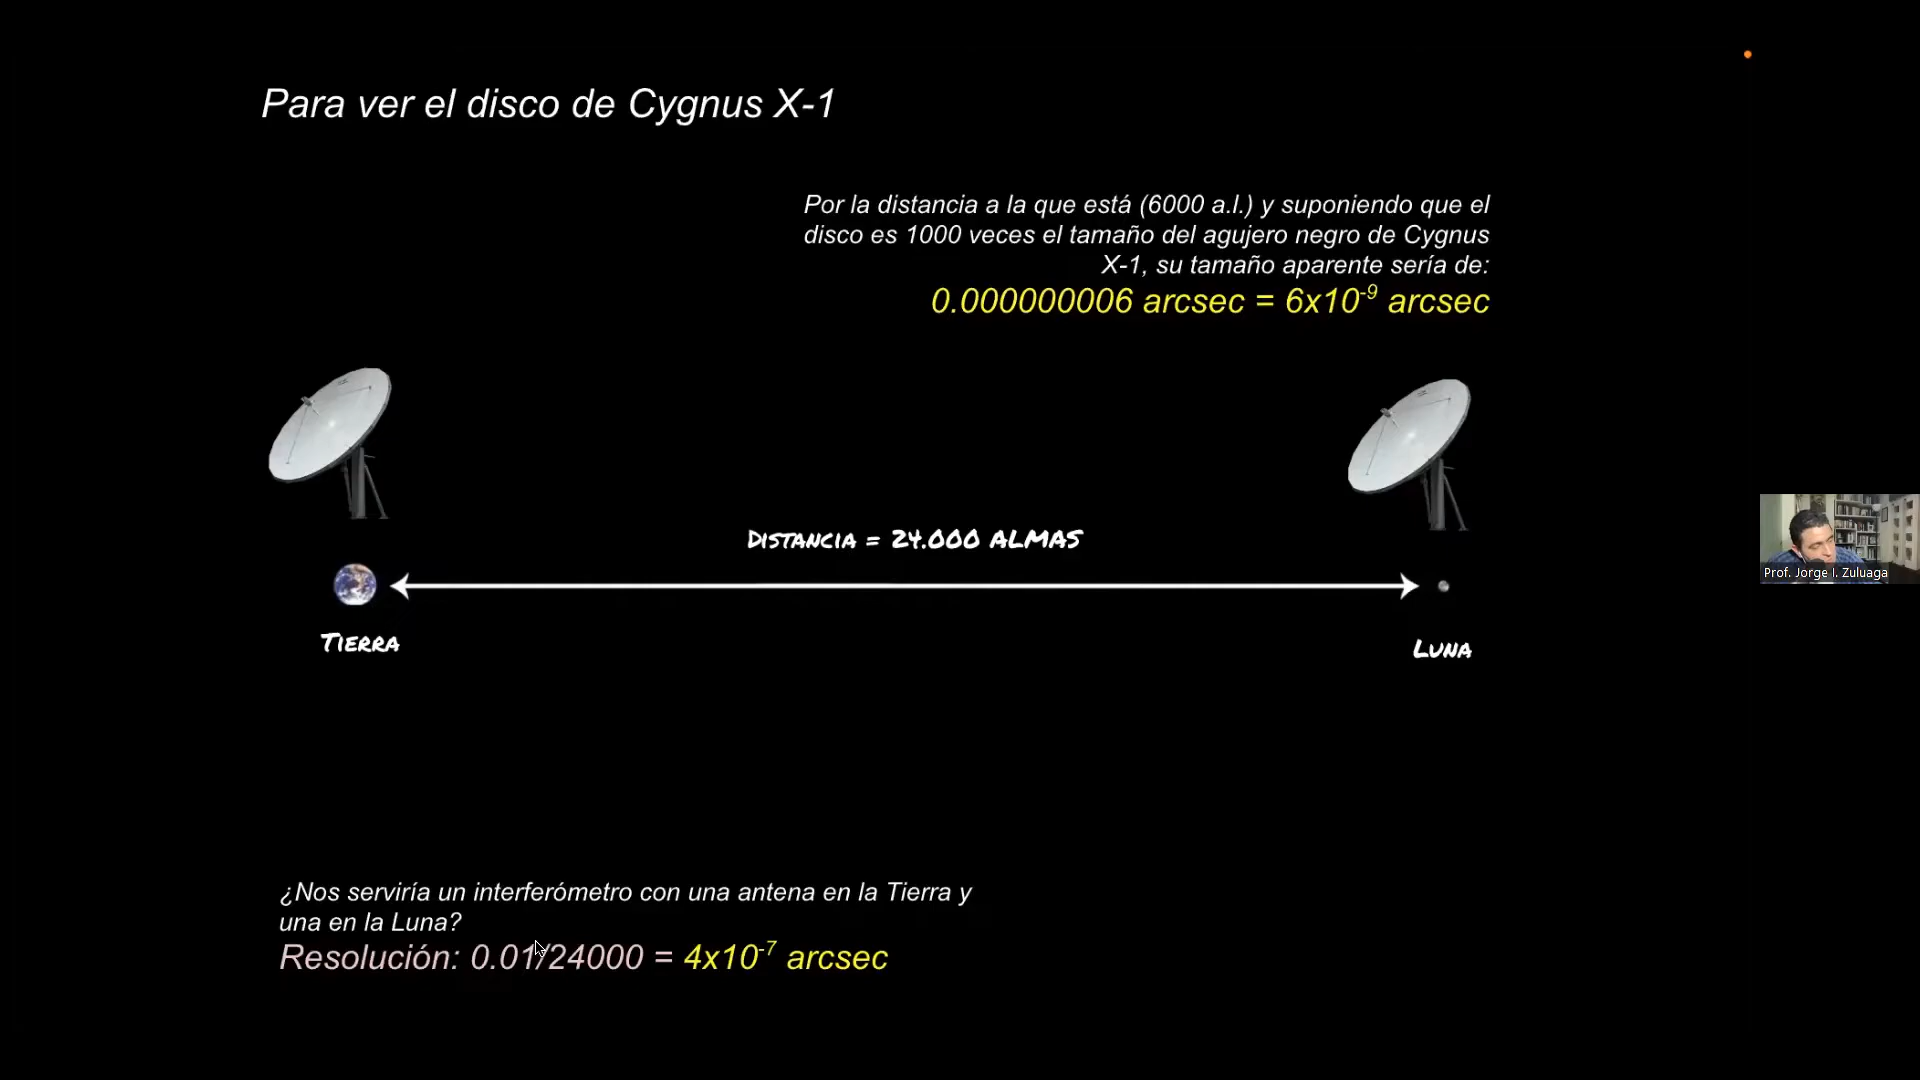 Para ver el disco de Cygnus X-1
Por la distancia a la que está (6000 a.l.) y suponiendo que el
disco es 1000 veces el tamaño del agujero negro de Cygnus
X-1, su tamaño aparente sería de:
0.000000006 arcsec = 6x10⁻⁹ arcsec
DISTANCIA = 24.000 ALMAS
TIERRA
LUNA
Prof. Jorge I. Zuluaga
¿Nos serviría un interferómetro con una antena en la Tierra y
una en la Luna?
Resolución: 0.01/24000 = 4x10⁻⁷ arcsec